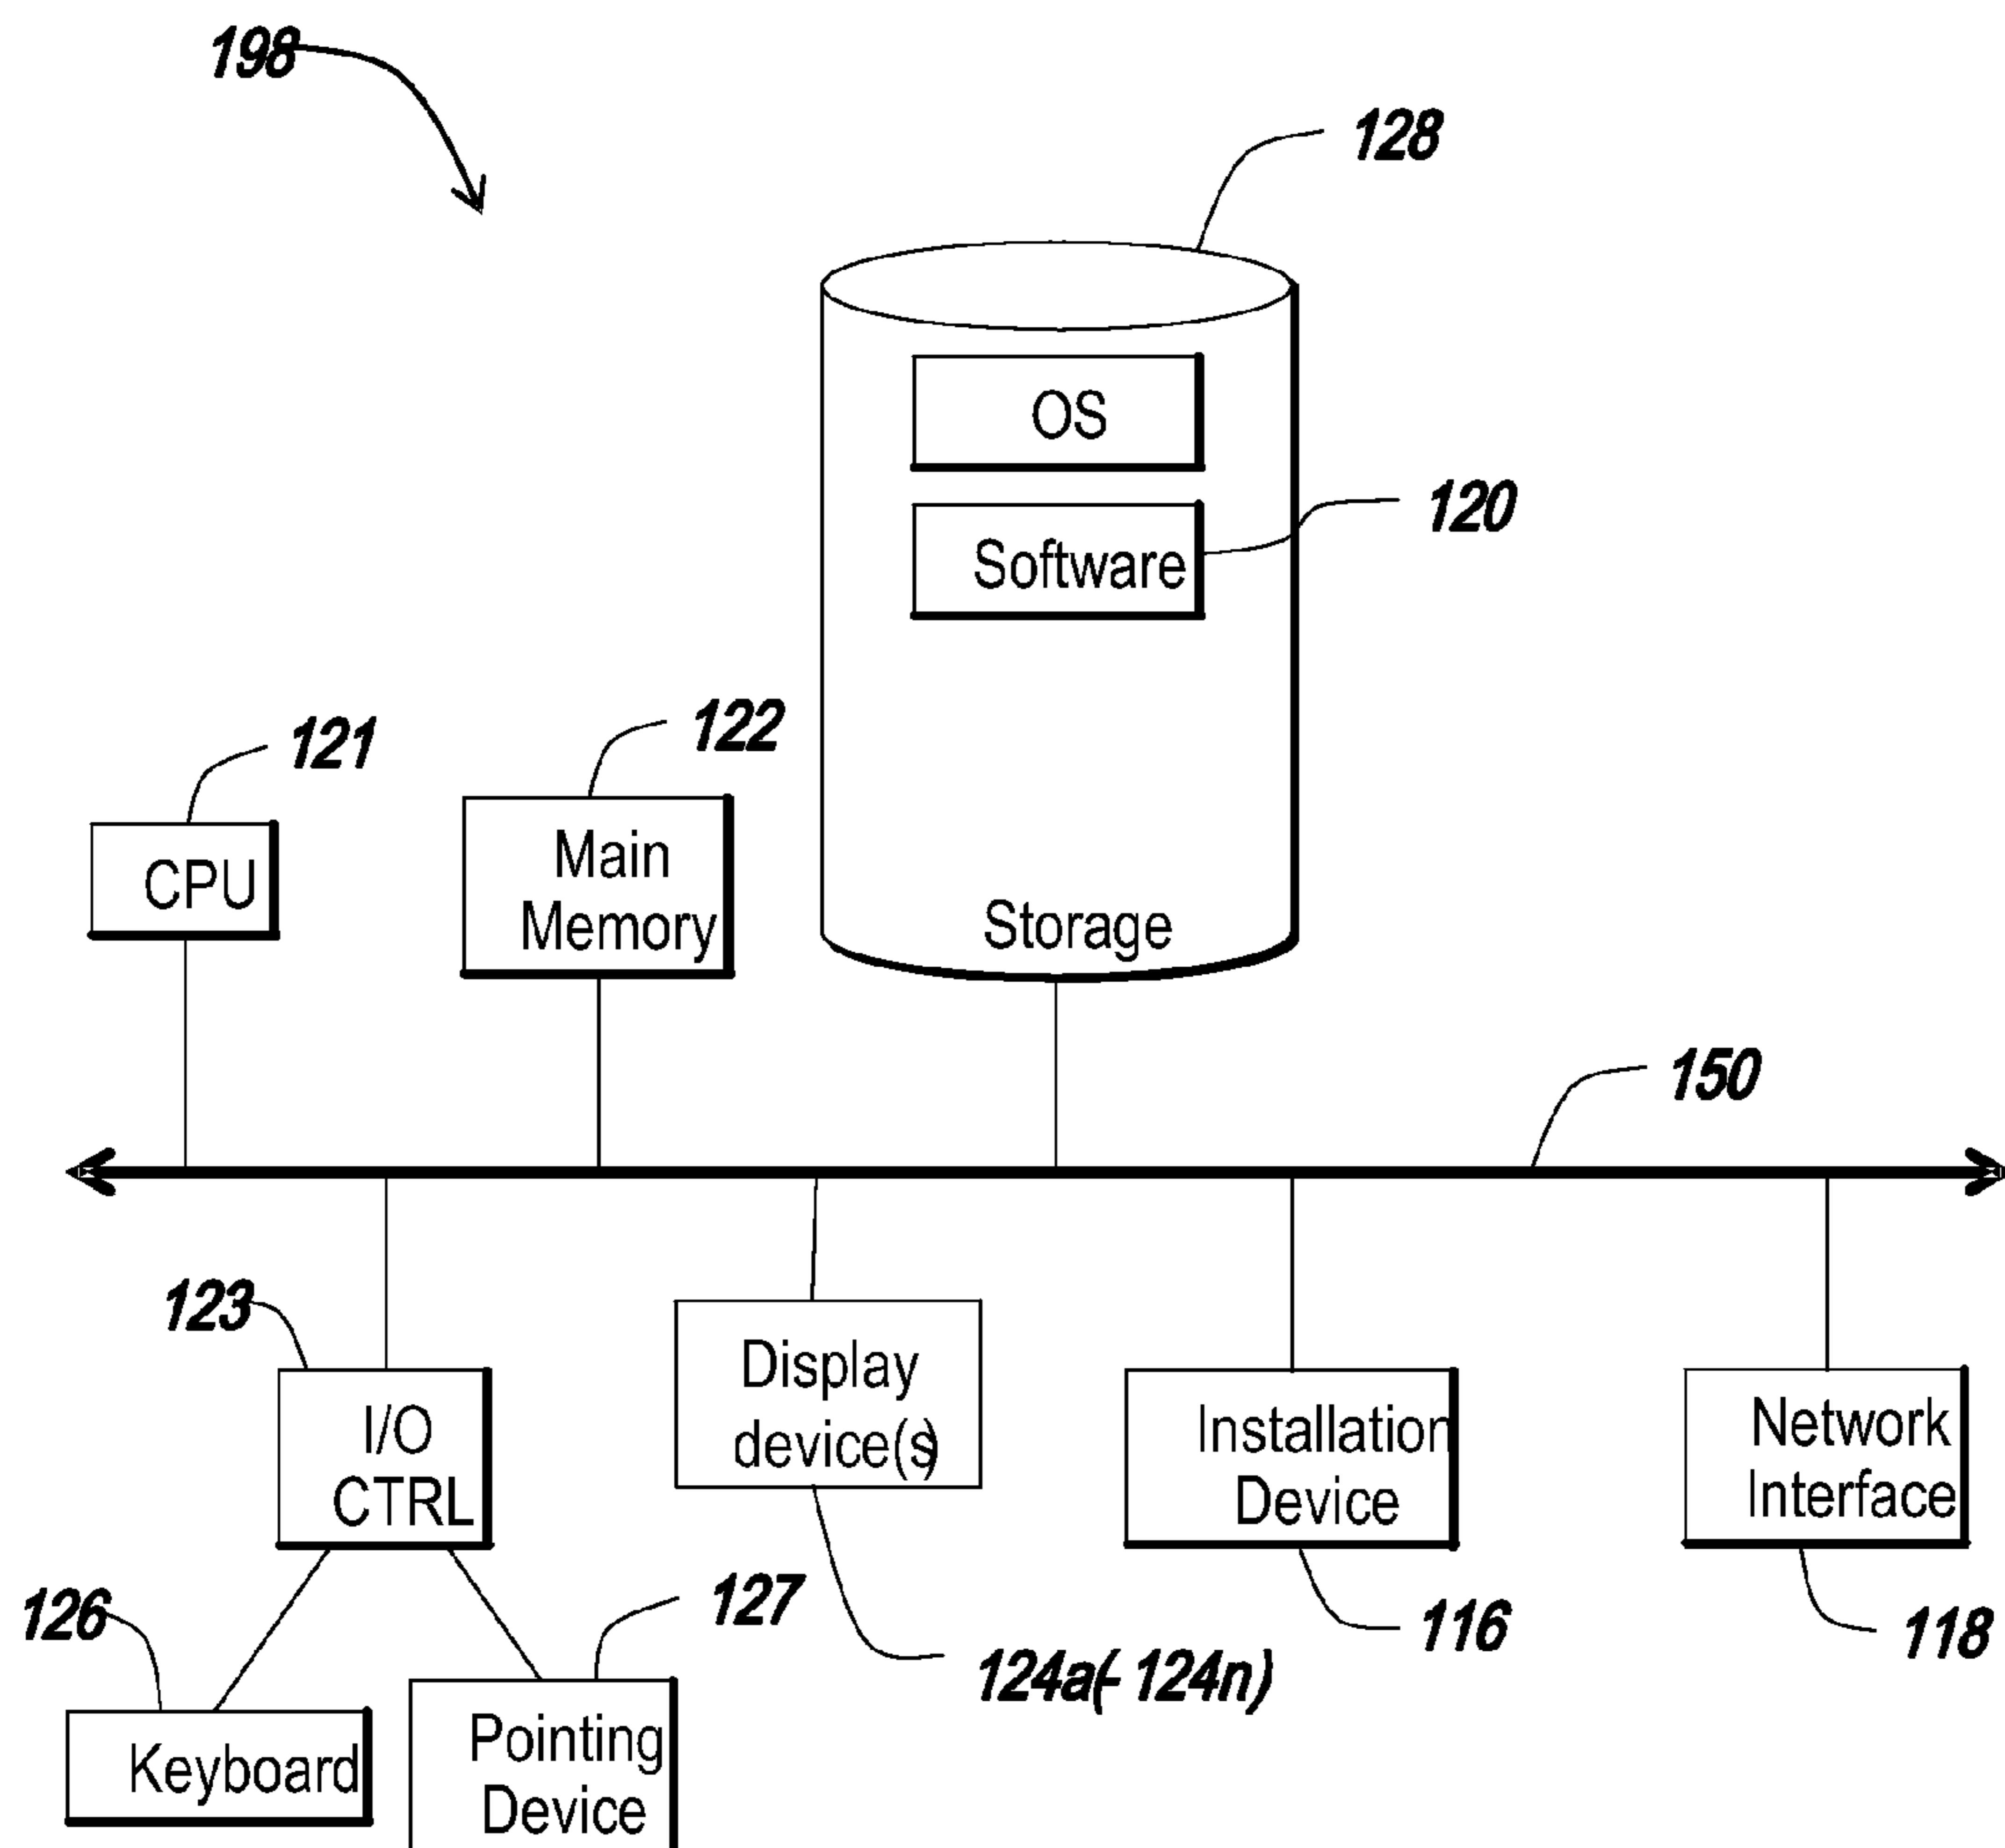 198
128
OS
120
Software
122
121
Main
CPU
Memory
Storage
150
123
Display
I/O
device(s)
CTRL
Installation
Device
Network
Interface
127
126
116
118
124a(- 124n)
Pointing
Device
Keyboard